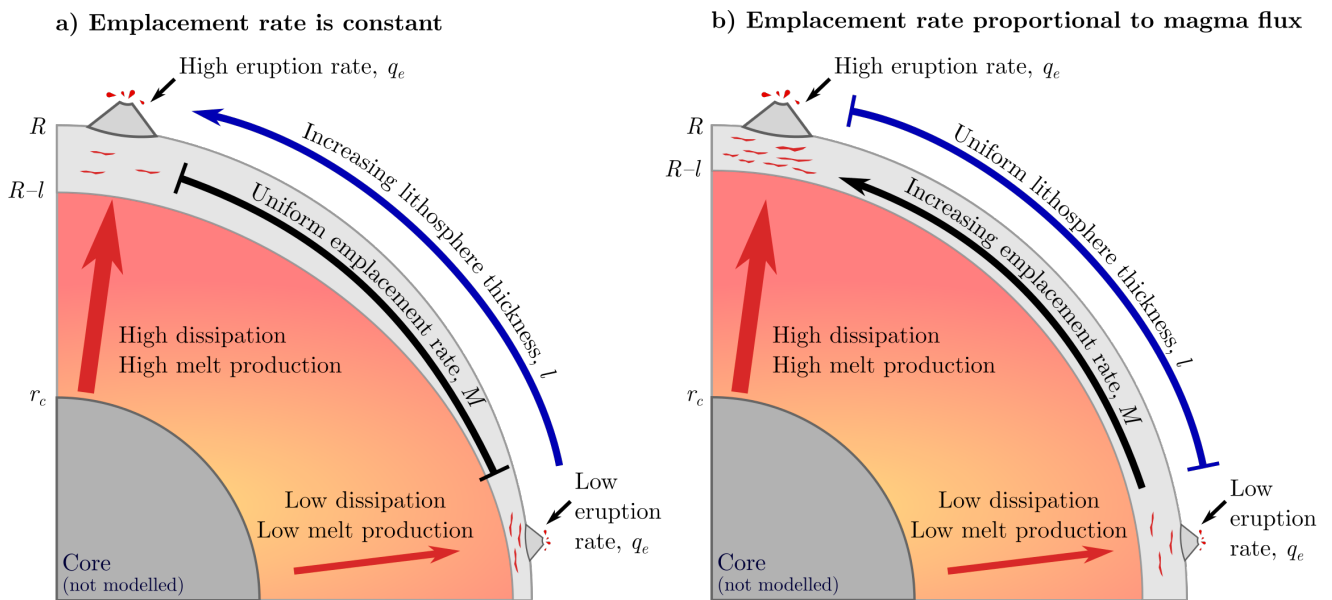 a) Emplacement rate is constant
High eruption rate, qₑ
R
R–l
r_c
Increasing lithosphere thickness, l
Uniform emplacement rate, M
High dissipation
High melt production
Low dissipation
Low melt production
Low
eruption
rate, qₑ
Core
(not modelled)
b) Emplacement rate proportional to magma flux
High eruption rate, qₑ
R
R–l
r_c
Uniform lithosphere thickness, l
Increasing emplacement rate, M
High dissipation
High melt production
Low dissipation
Low melt production
Low
eruption
rate, qₑ
Core
(not modelled)